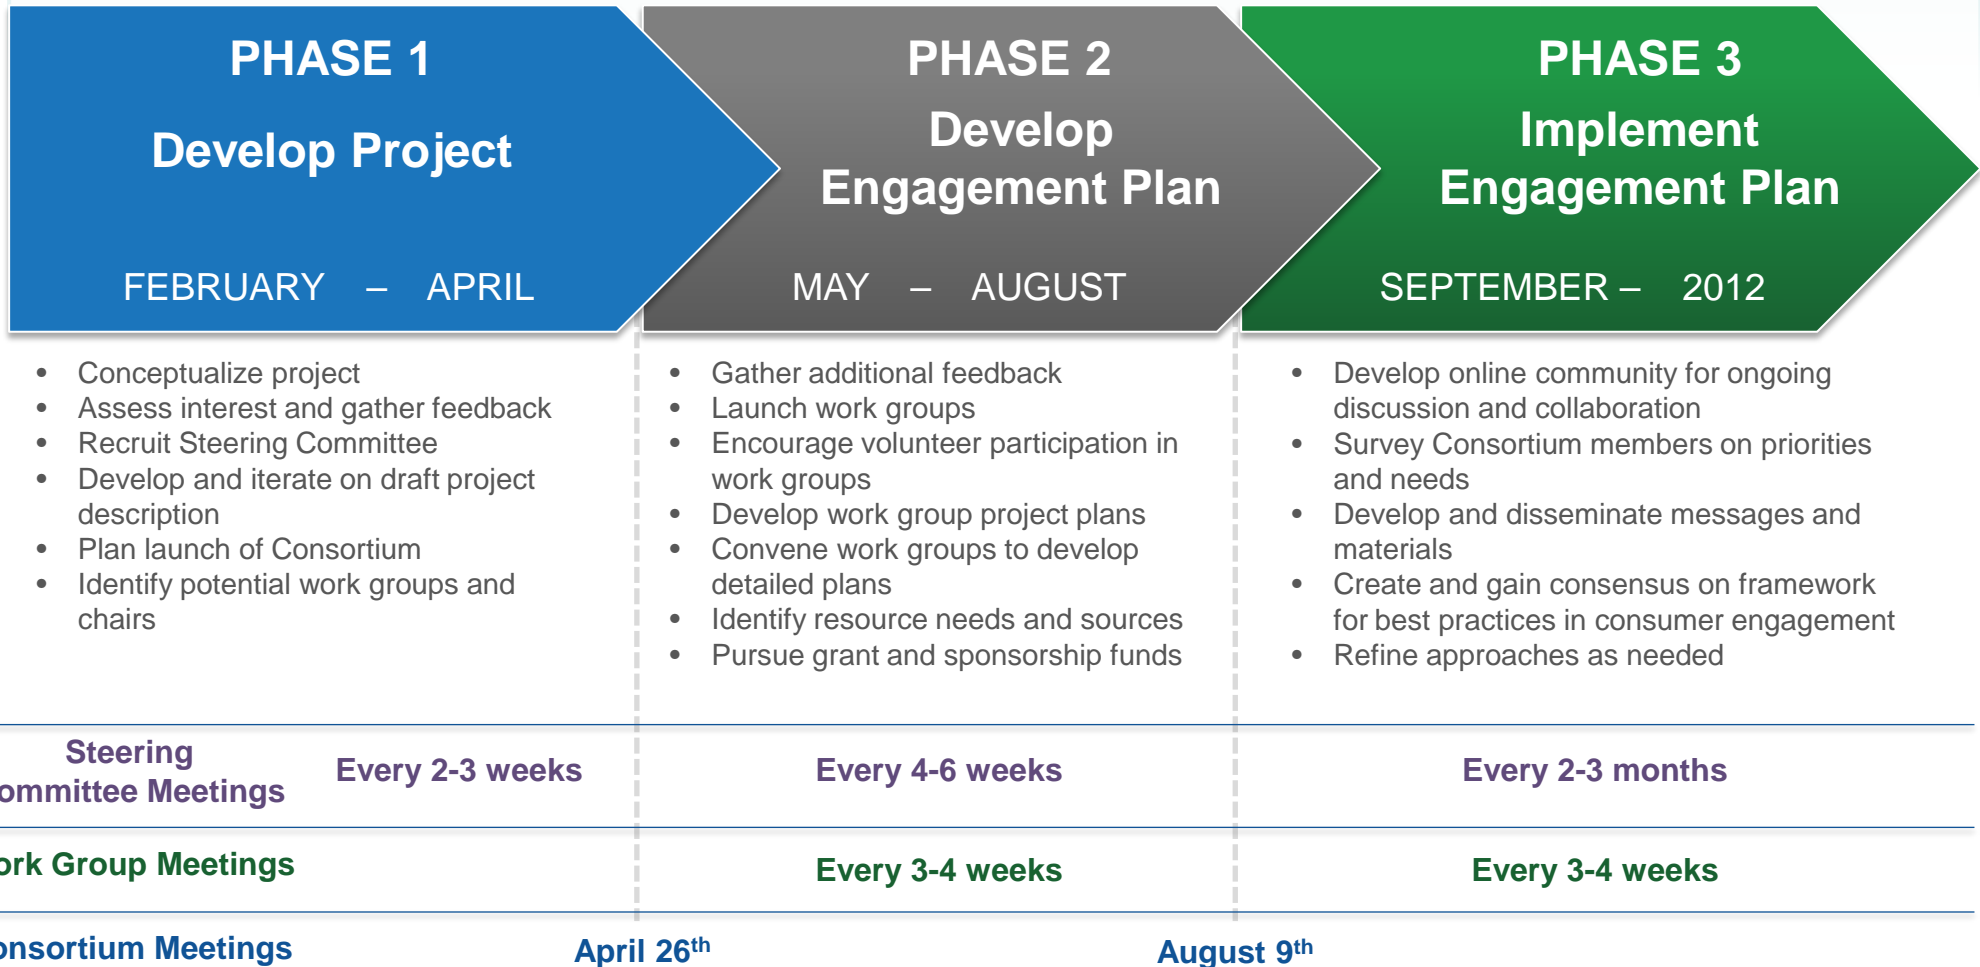 PHASE 1
Develop Project
FEBRUARY – APRIL
PHASE 2
Develop
Engagement Plan
MAY – AUGUST
PHASE 3
Implement
Engagement Plan
SEPTEMBER – 2012
• Conceptualize project
• Assess interest and gather feedback
• Recruit Steering Committee
• Develop and iterate on draft project
description
• Plan launch of Consortium
• Identify potential work groups and
chairs
• Gather additional feedback
• Launch work groups
• Encourage volunteer participation in
work groups
• Develop work group project plans
• Convene work groups to develop
detailed plans
• Identify resource needs and sources
• Pursue grant and sponsorship funds
• Develop online community for ongoing
discussion and collaboration
• Survey Consortium members on priorities
and needs
• Develop and disseminate messages and
materials
• Create and gain consensus on framework
for best practices in consumer engagement
• Refine approaches as needed
Steering
ommittee Meetings
Every 2-3 weeks
Every 4-6 weeks
Every 2-3 months
ork Group Meetings
Every 3-4 weeks
Every 3-4 weeks
onsortium Meetings
April 26th
August 9th